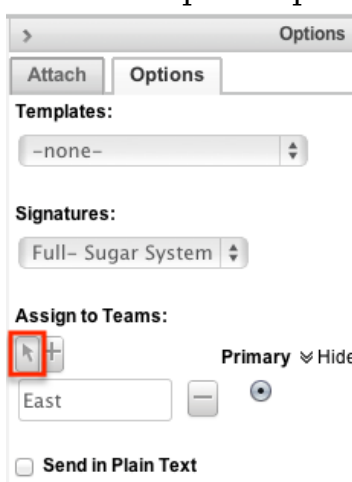 Options
Attach Options
Templates:
–none–
Signatures:
Full– Sugar System
Assign to Teams:
Primary Hide
East
Send in Plain Text